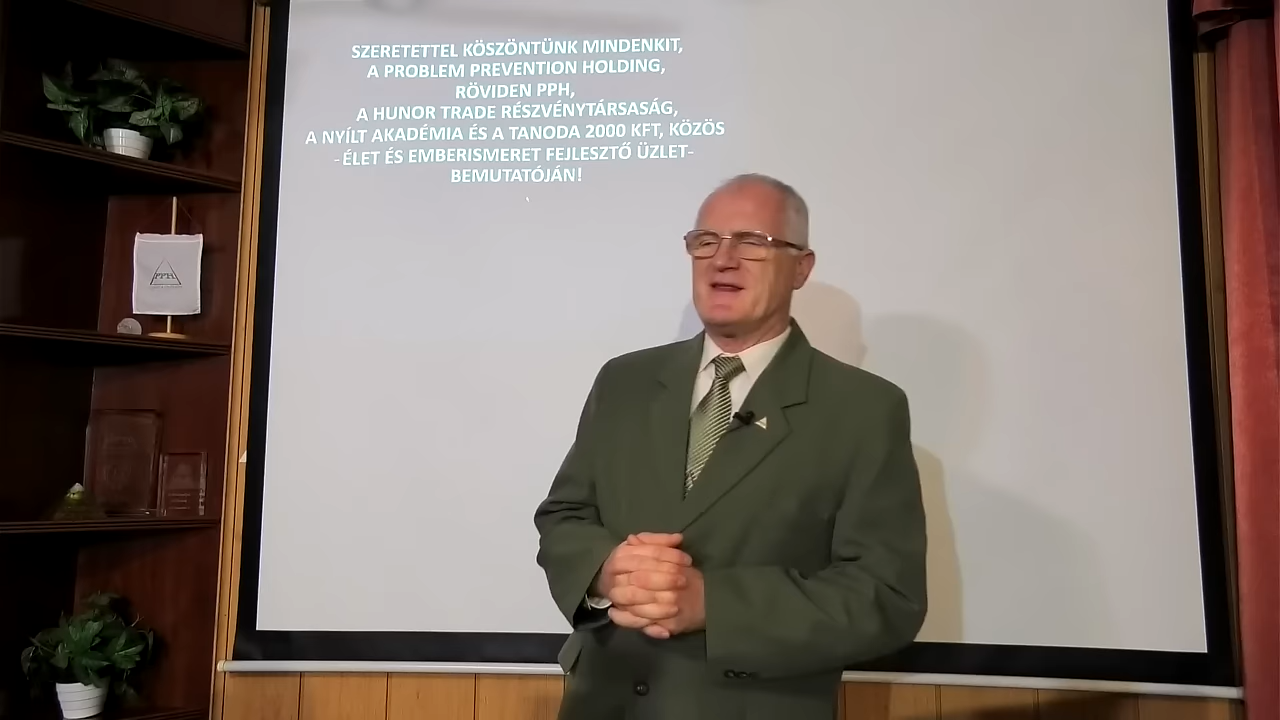 SZERETETTEL KÖSZÖNTÜNK MINDENKIT,
A PROBLEM PREVENTION HOLDING,
RÖVIDEN PPH,
A HUNOR TRADE RÉSZVÉNYTÁRSASÁG,
A NYÍLT AKADÉMIA ÉS A TANODA 2000 KFT, KÖZÖS
-ÉLET ÉS EMBERISMERET FEJLESZTŐ ÜZLET-
BEMUTATÓJÁN!
PPH